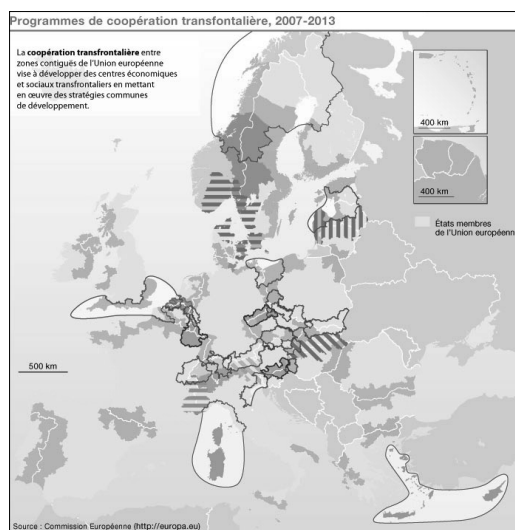 Programmes de coopération transfontalière, 2007-2013
La coopération transfrontalière entre
zones contiguës de l'Union européenne
vise à développer des centres économiques
et sociaux transfrontaliers en mettant
en œuvre des stratégies communes
de développement.
400 km
400 km
États membres
de l'Union européenn
500 km
Source : Commission Européenne (http://europa.eu)